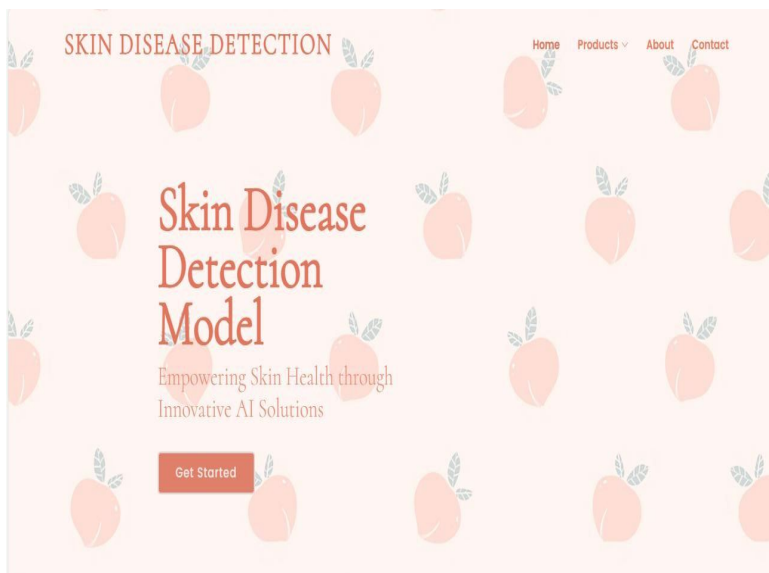 SKIN DISEASE DETECTION
Home Products About Contact
Skin Disease
Detection
Model
Empowering Skin Health through
Innovative AI Solutions
Get Started